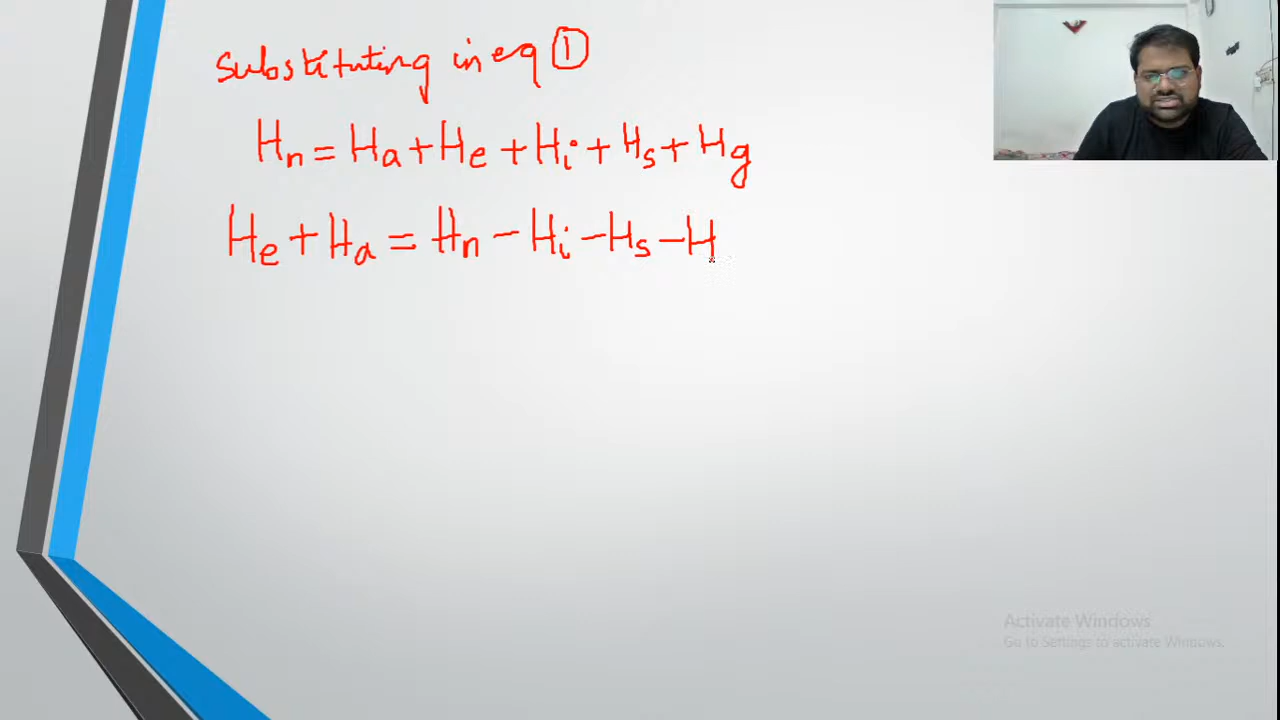 Substituting in eq ①
Hn = Ha + He + Hi + Hs + Hg
He + Ha = Hn - Hi - Hs - H
Activate Windows
Go to Settings to activate Windows.